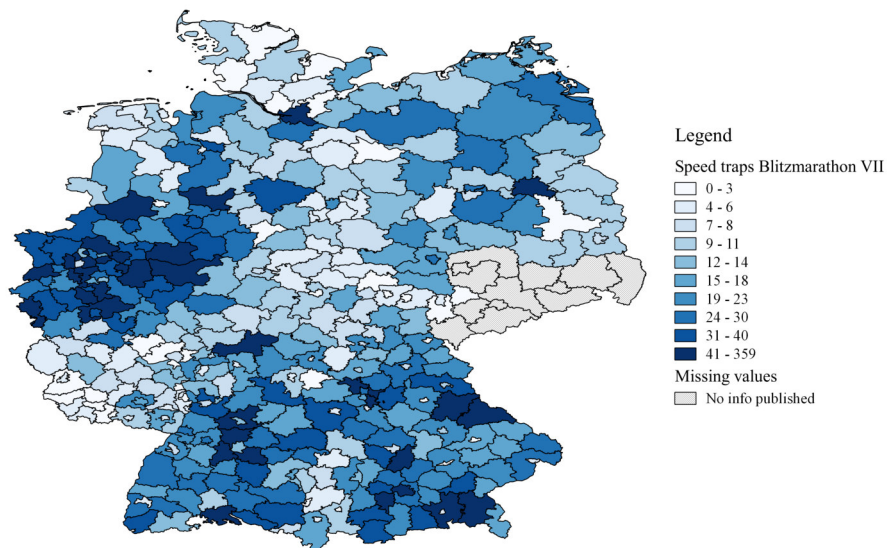 Legend
Speed traps Blitzmarathon VII
0 - 3
4 - 6
7 - 8
9 - 11
12 - 14
15 - 18
19 - 23
24 - 30
31 - 40
41 - 359
Missing values
No info published